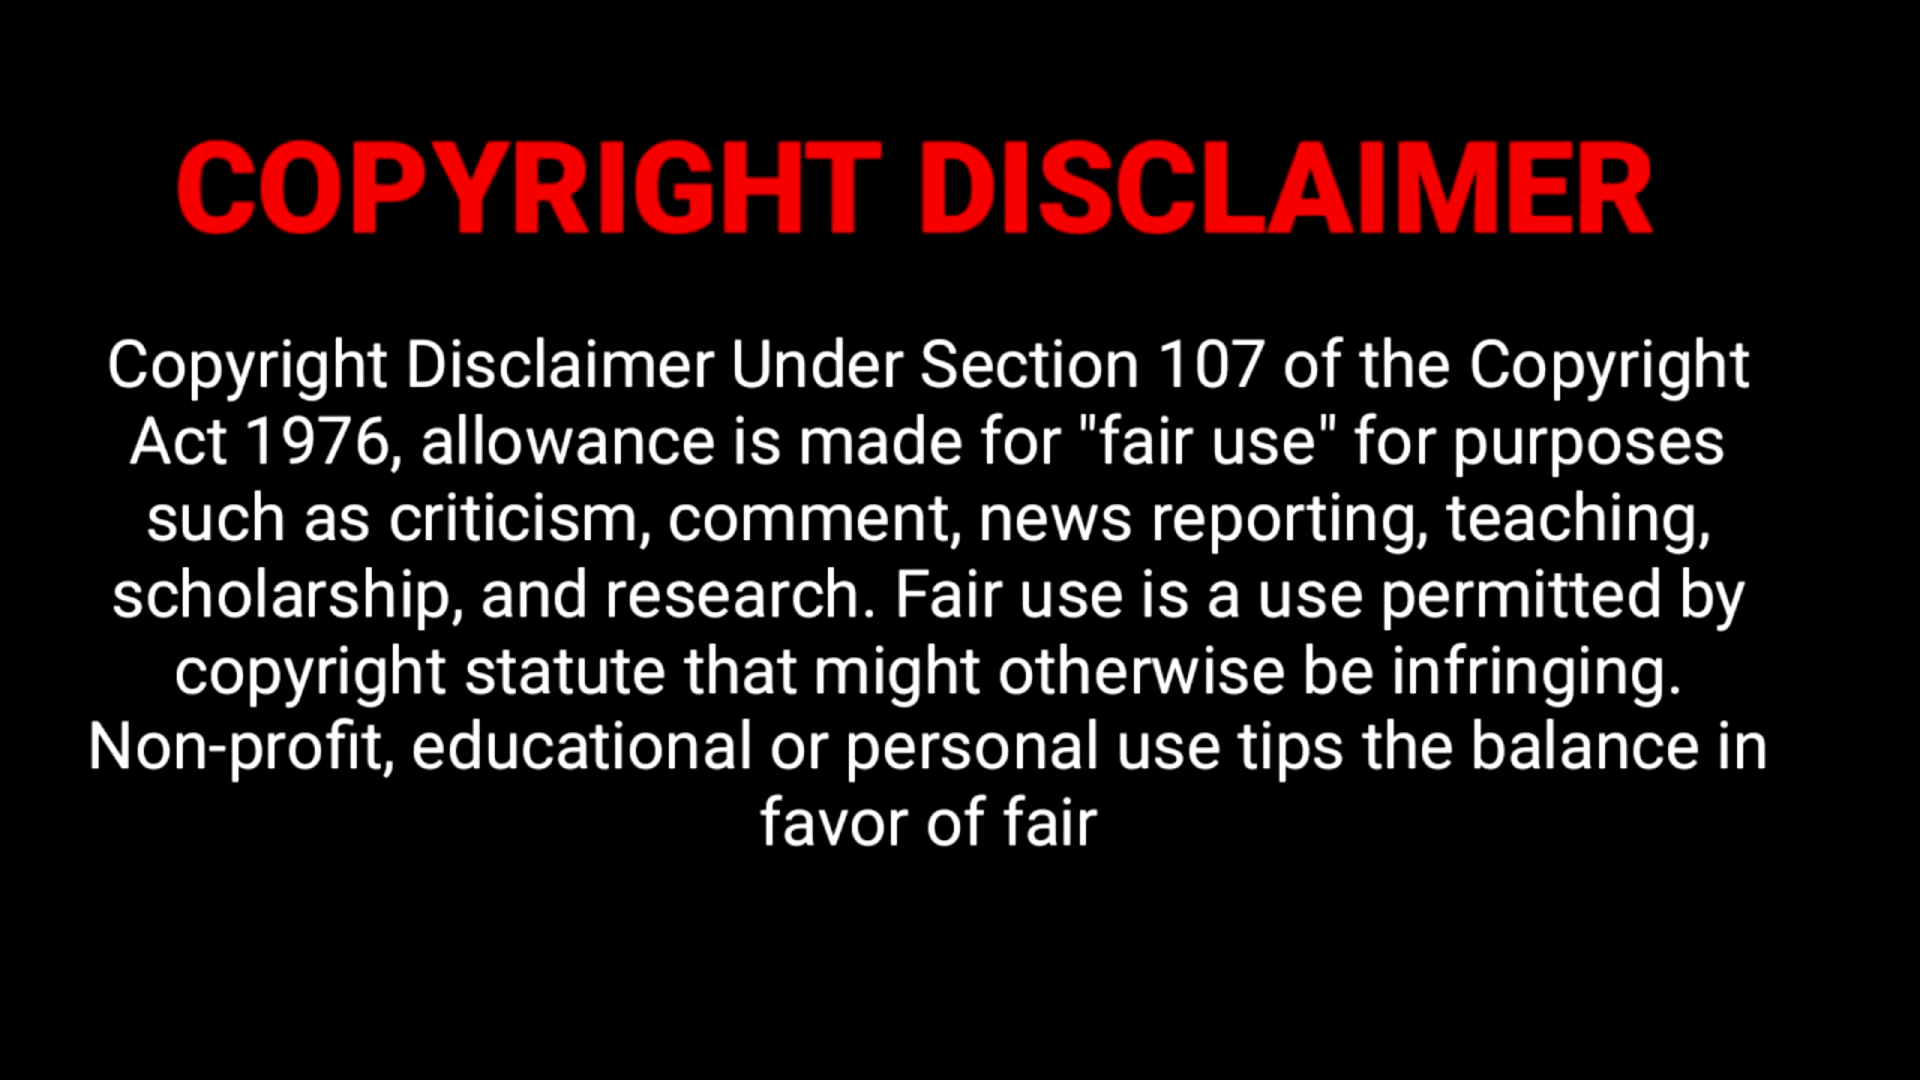 COPYRIGHT DISCLAIMER
Copyright Disclaimer Under Section 107 of the Copyright
Act 1976, allowance is made for "fair use" for purposes
such as criticism, comment, news reporting, teaching,
scholarship, and research. Fair use is a use permitted by
copyright statute that might otherwise be infringing.
Non-profit, educational or personal use tips the balance in
favor of fair